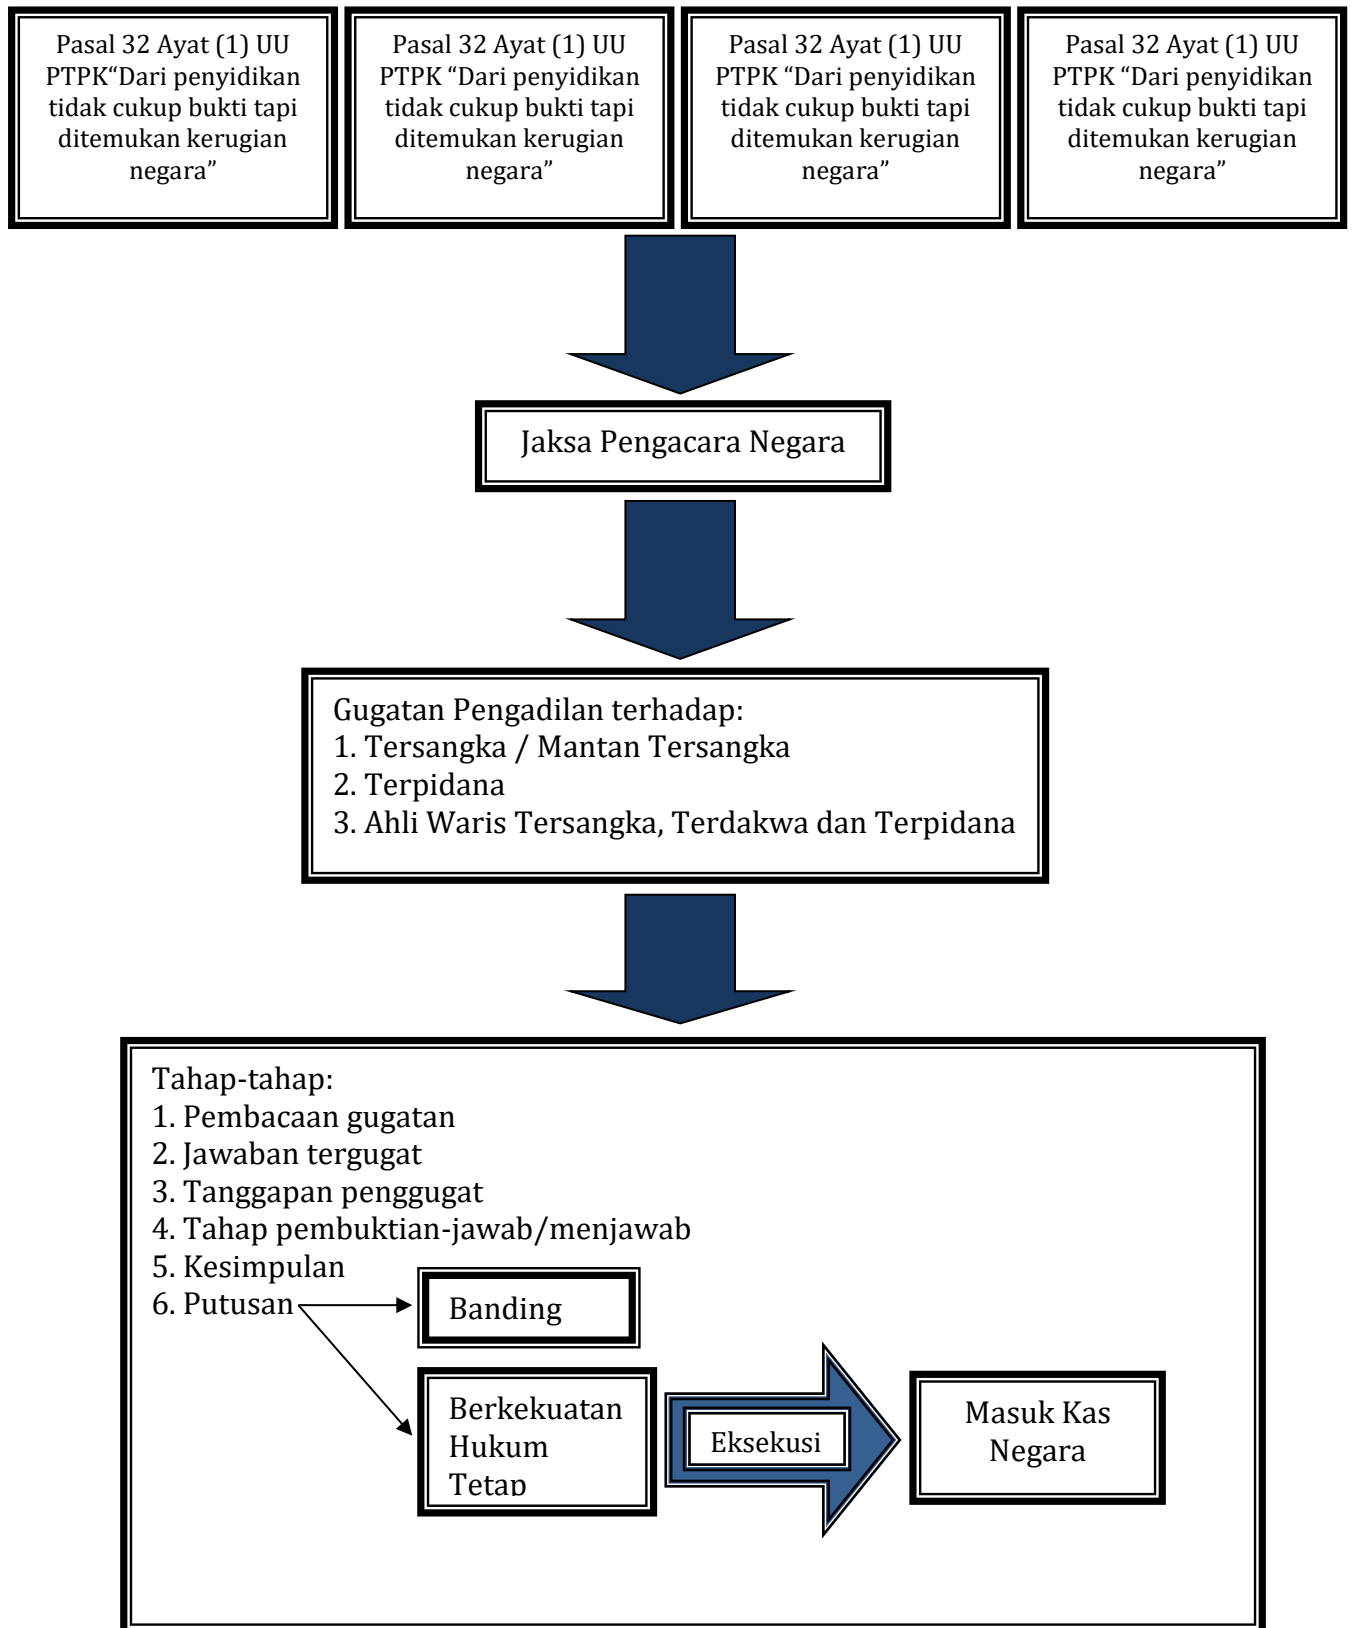 Pasal 32 Ayat (1) UU
PTPK“Dari penyidikan
tidak cukup bukti tapi
ditemukan kerugian
negara”
Pasal 32 Ayat (1) UU
PTPK “Dari penyidikan
tidak cukup bukti tapi
ditemukan kerugian
negara”
Pasal 32 Ayat (1) UU
PTPK “Dari penyidikan
tidak cukup bukti tapi
ditemukan kerugian
negara”
Pasal 32 Ayat (1) UU
PTPK “Dari penyidikan
tidak cukup bukti tapi
ditemukan kerugian
negara”
Jaksa Pengacara Negara
Gugatan Pengadilan terhadap:
1. Tersangka / Mantan Tersangka
2. Terpidana
3. Ahli Waris Tersangka, Terdakwa dan Terpidana
Tahap-tahap:
1. Pembacaan gugatan
2. Jawaban tergugat
3. Tanggapan penggugat
4. Tahap pembuktian-jawab/menjawab
5. Kesimpulan
6. Putusan
Banding
Berkekuatan
Hukum
Tetap
Eksekusi
Masuk Kas
Negara